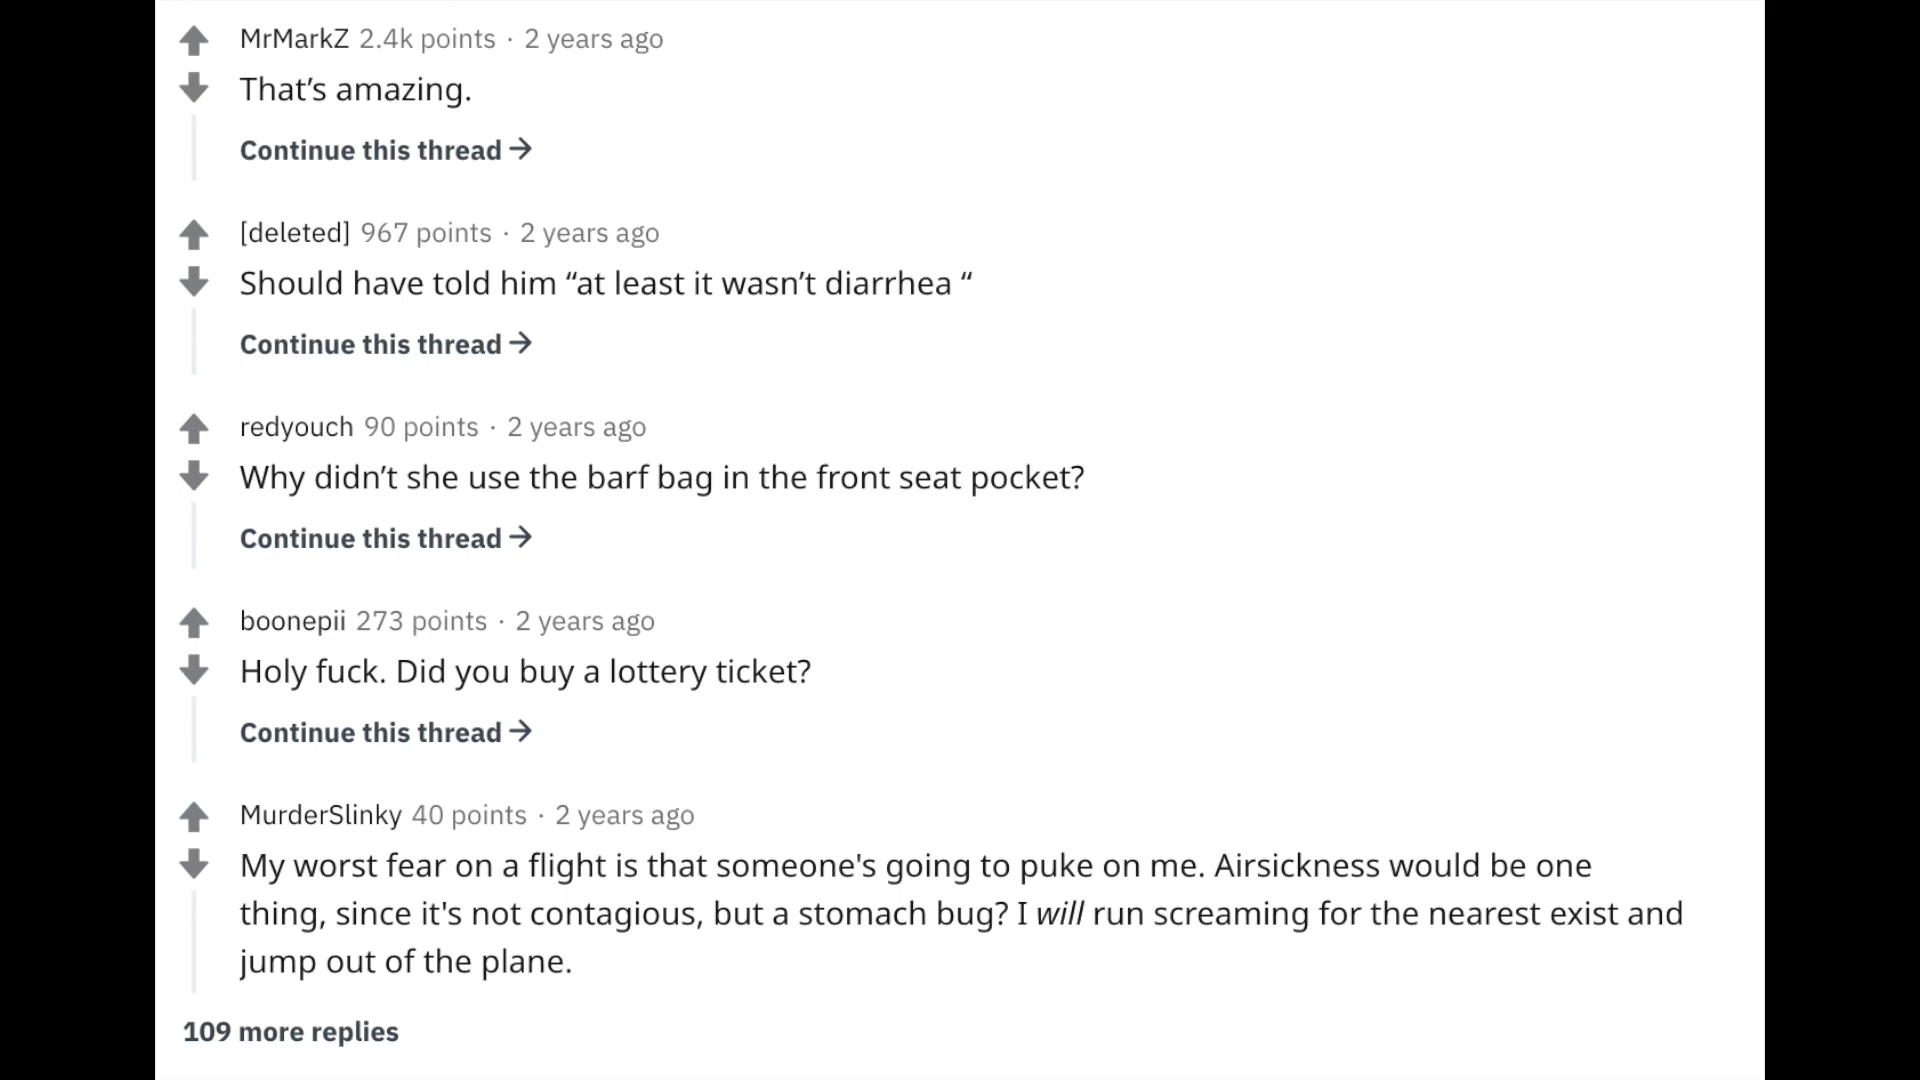 MrMarkZ 2.4k points · 2 years ago
That’s amazing.
Continue this thread →
[deleted] 967 points · 2 years ago
Should have told him “at least it wasn’t diarrhea “
Continue this thread →
redyouch 90 points · 2 years ago
Why didn’t she use the barf bag in the front seat pocket?
Continue this thread →
boonepii 273 points · 2 years ago
Holy fuck. Did you buy a lottery ticket?
Continue this thread →
MurderSlinky 40 points · 2 years ago
My worst fear on a flight is that someone's going to puke on me. Airsickness would be one
thing, since it's not contagious, but a stomach bug? I will run screaming for the nearest exist and
jump out of the plane.
109 more replies